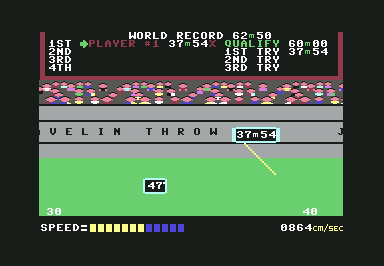 WORLD RECORD 62m50
1ST PLAYER #1 37m54X QUALIFY 60m00
2ND 1ST TRY 37m54
3RD 2ND TRY
4TH 3RD TRY
VELIN THROW 37m54 J
47°
30 40
SPEED= 0864CM/SEC